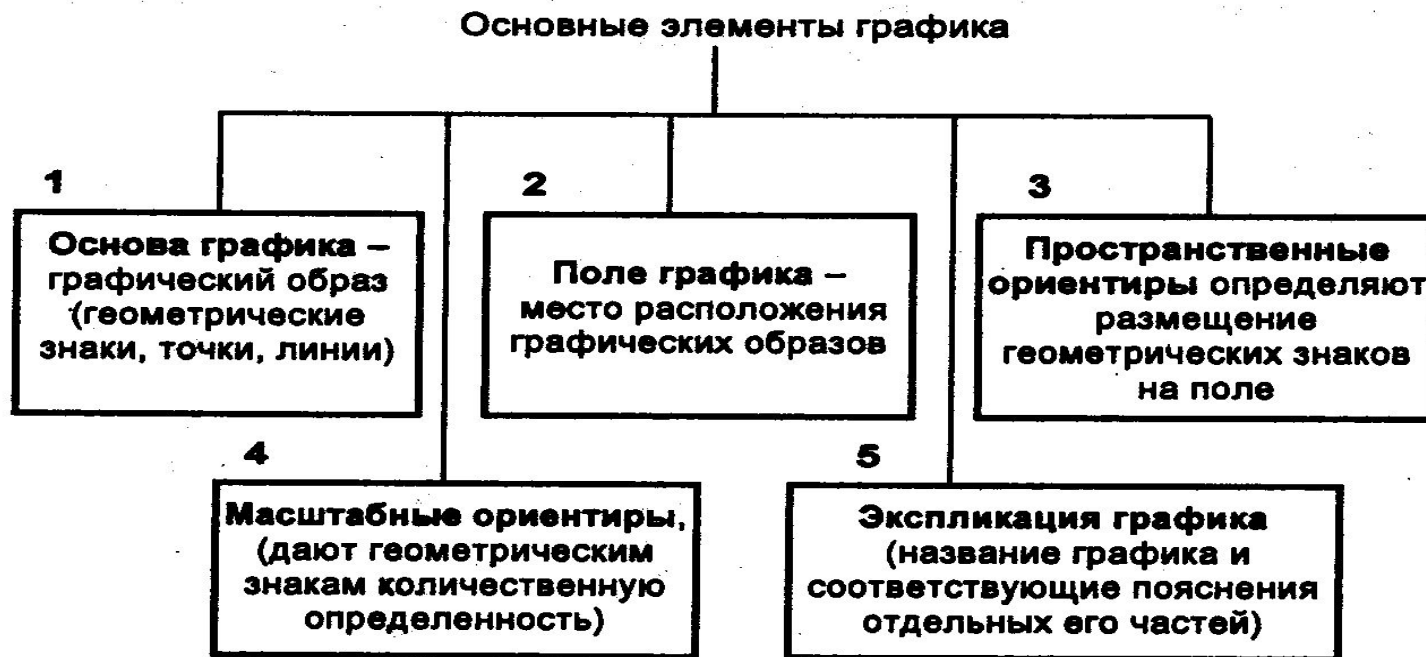 Основные элементы графика
1
Основа графика –
графический образ
(геометрические
знаки, точки, линии)
2
Поле графика –
место расположения
графических образов
3
Пространственные
ориентиры определяют
размещение
геометрических знаков
на поле
4
Масштабные ориентиры,
(дают геометрическим
знакам количественную
определенность)
5
Экспликация графика
(название графика и
соответствующие пояснения
отдельных его частей)